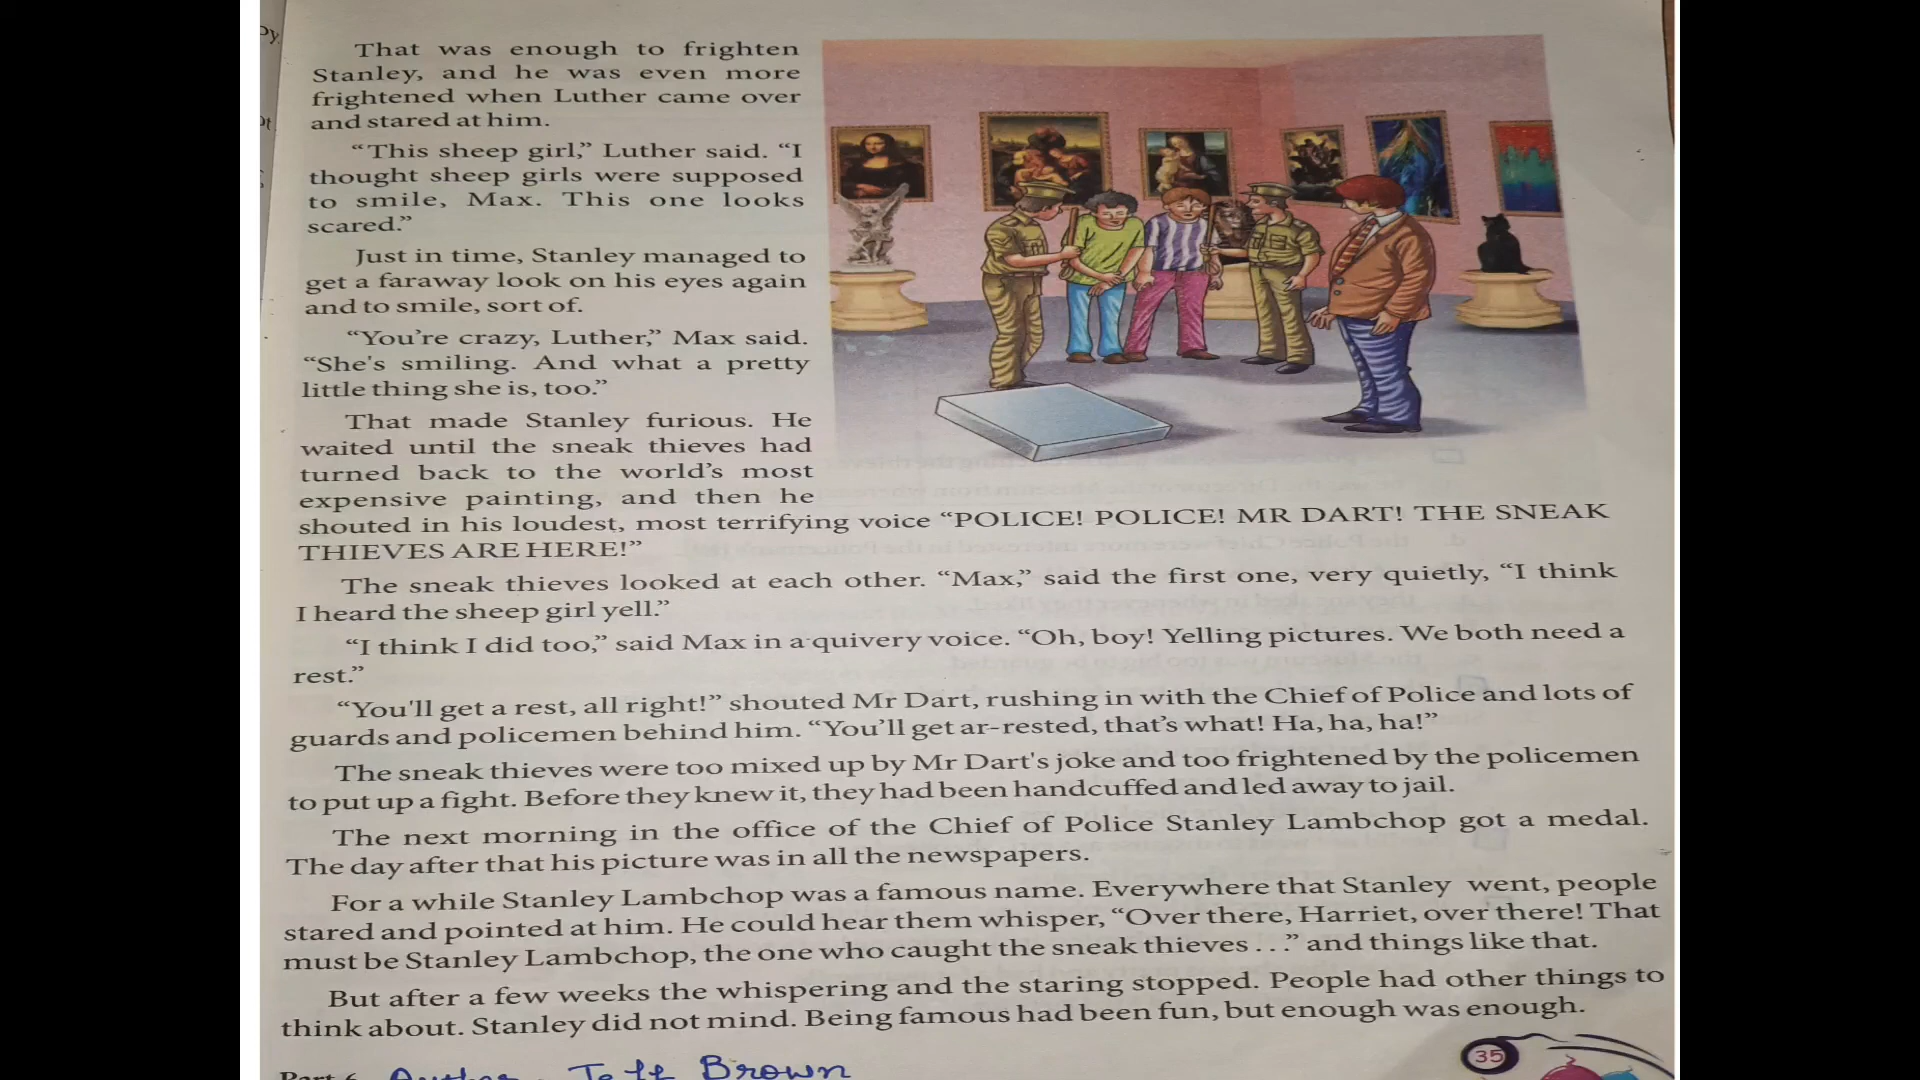 py.
That was enough to frighten
Stanley, and he was even more
frightened when Luther came over
and stared at him.
“This sheep girl,” Luther said. “I
thought sheep girls were supposed
to smile, Max. This one looks
scared.”
Just in time, Stanley managed to
get a faraway look on his eyes again
and to smile, sort of.
“You’re crazy, Luther,” Max said.
“She's smiling. And what a pretty
little thing she is, too.”
That made Stanley furious. He
waited until the sneak thieves had
turned back to the world’s most
expensive painting, and then he
shouted in his loudest, most terrifying voice “POLICE! POLICE! MR DART! THE SNEAK
THIEVES ARE HERE!”
The sneak thieves looked at each other. “Max,” said the first one, very quietly, “I think
I heard the sheep girl yell.”
“I think I did too,” said Max in a quivery voice. “Oh, boy! Yelling pictures. We both need a
rest.”
“You'll get a rest, all right!” shouted Mr Dart, rushing in with the Chief of Police and lots of
guards and policemen behind him. “You’ll get ar-rested, that’s what! Ha, ha, ha!”
The sneak thieves were too mixed up by Mr Dart's joke and too frightened by the policemen
to put up a fight. Before they knew it, they had been handcuffed and led away to jail.
The next morning in the office of the Chief of Police Stanley Lambchop got a medal.
The day after that his picture was in all the newspapers.
For a while Stanley Lambchop was a famous name. Everywhere that Stanley went, people
stared and pointed at him. He could hear them whisper, “Over there, Harriet, over there! That
must be Stanley Lambchop, the one who caught the sneak thieves . . .” and things like that.
But after a few weeks the whispering and the staring stopped. People had other things to
think about. Stanley did not mind. Being famous had been fun, but enough was enough.
35
Part 6 Author - Jeff Brown